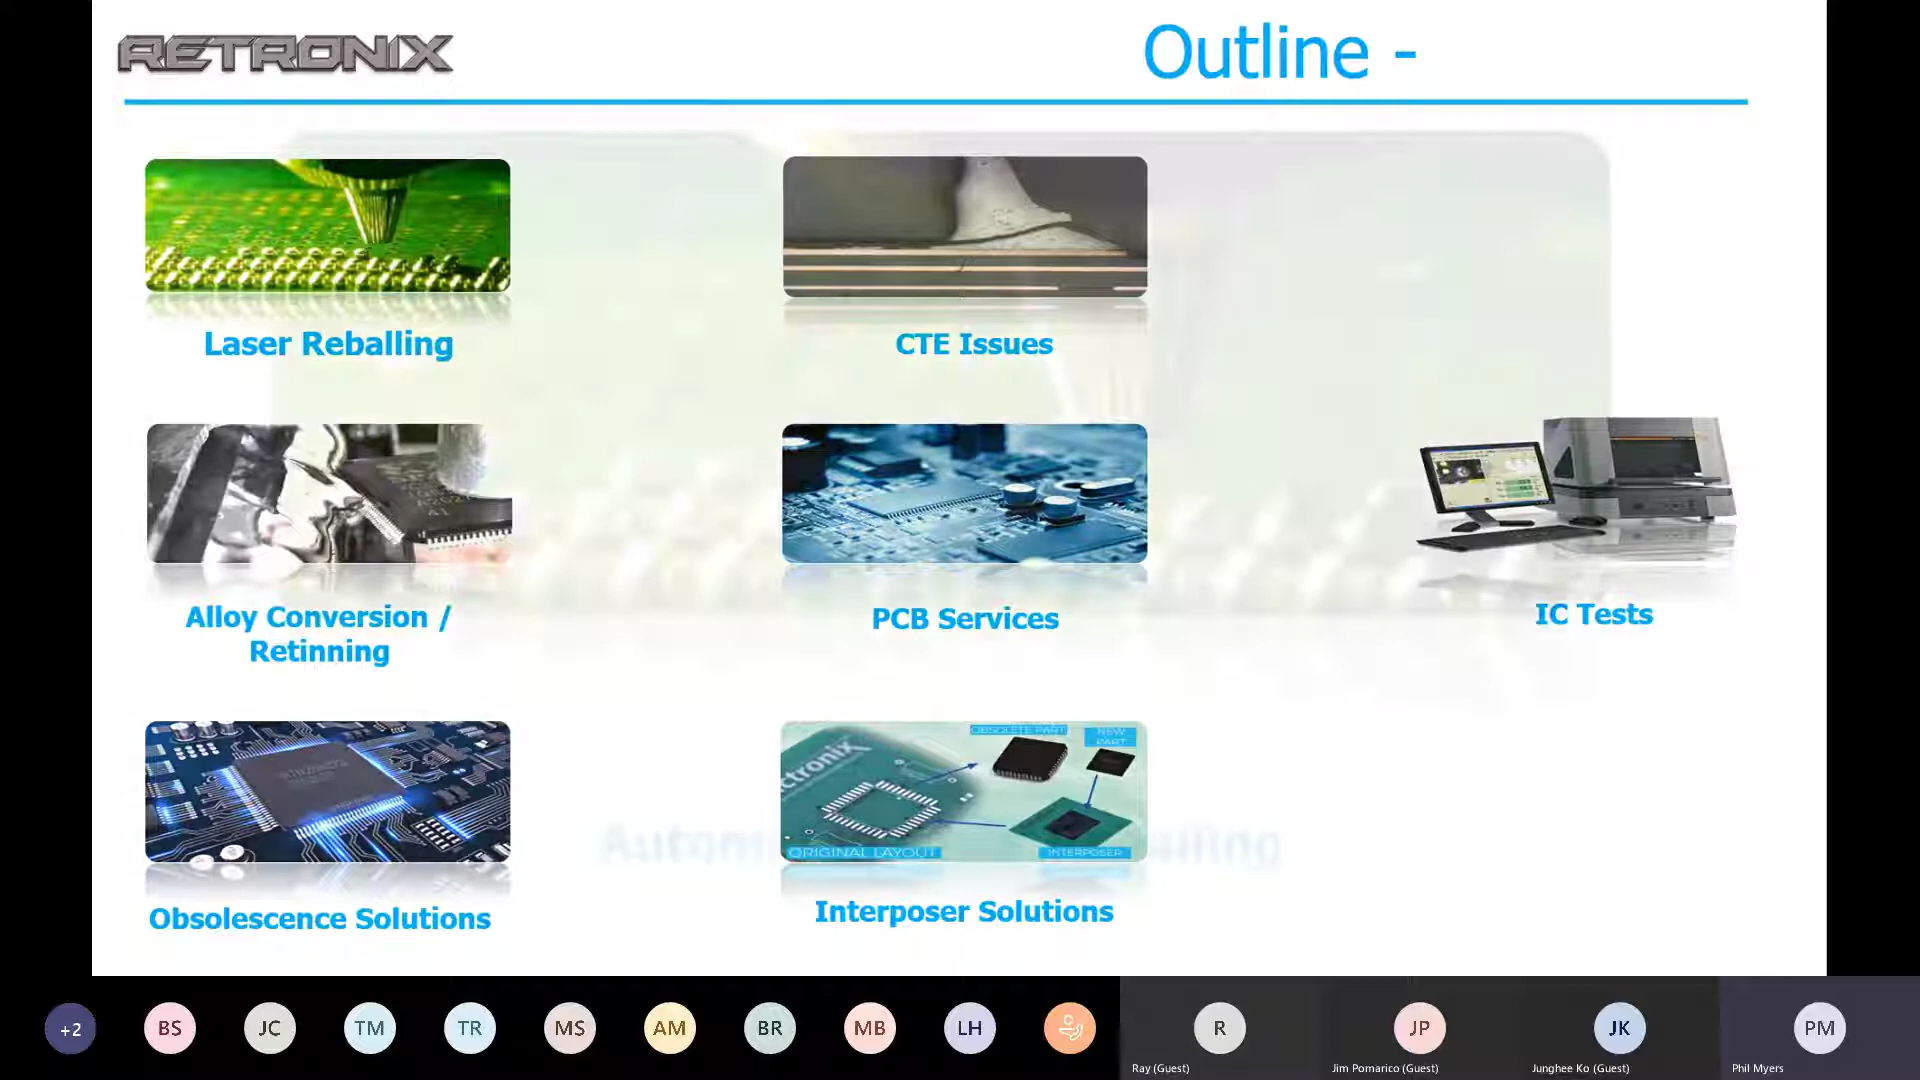 RETRONIX
Outline -
Laser Reballing
CTE Issues
Alloy Conversion /
Retinning
PCB Services
IC Tests
OBSOLETE PART
NEW
PART
ctronix
ORIGINAL LAYOUT
INTERPOSER
Obsolescence Solutions
Interposer Solutions
+2
BS
JC
TM
TR
MS
AM
BR
MB
LH
R
JP
JK
PM
Ray (Guest)
Jim Pomarico (Guest)
Junghee Ko (Guest)
Phil Myers